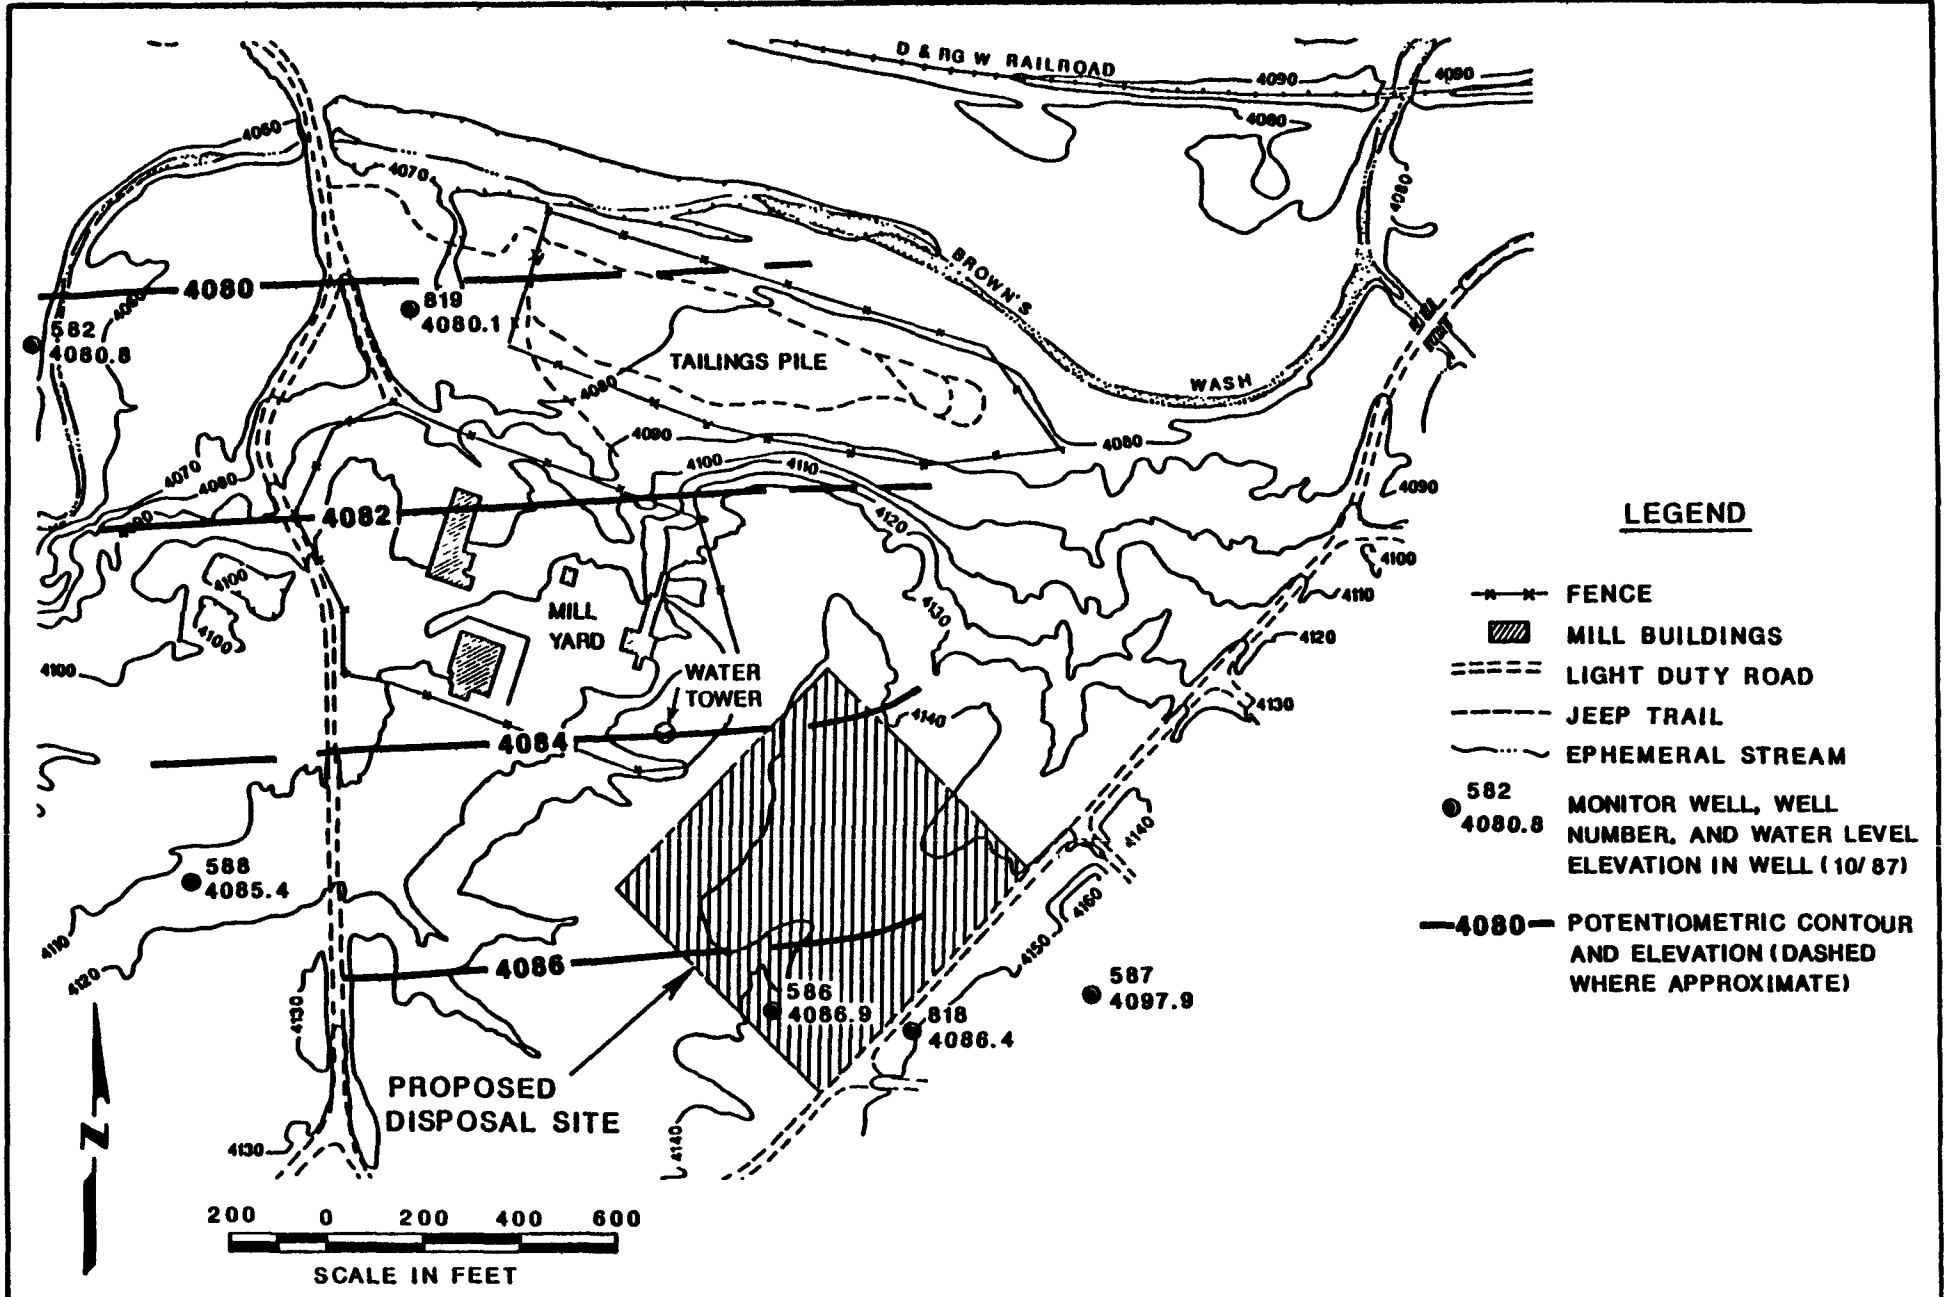 D & RG W RAILROAD
4090
4090
4080
4060
4070
4080
BROWN'S
WASH
4080
819
4080.1
582
4080.8
TAILINGS PILE
4080
4090
4080
4100
4110
4070
4080
4082
4120
4090
4100
4110
4120
4130
4100
4100
4100
MILL
YARD
4130
WATER
TOWER
4140
4084
588
4085.4
4110
4120
4130
4086
4140
4160
4150
586
4086.9
818
4086.4
587
4097.9
PROPOSED
DISPOSAL SITE
4130
4140
N
200 0 200 400 600
SCALE IN FEET
LEGEND
FENCE
MILL BUILDINGS
LIGHT DUTY ROAD
JEEP TRAIL
EPHEMERAL STREAM
582
4080.8
MONITOR WELL, WELL
NUMBER, AND WATER LEVEL
ELEVATION IN WELL (10/87)
4080
POTENTIOMETRIC CONTOUR
AND ELEVATION (DASHED
WHERE APPROXIMATE)